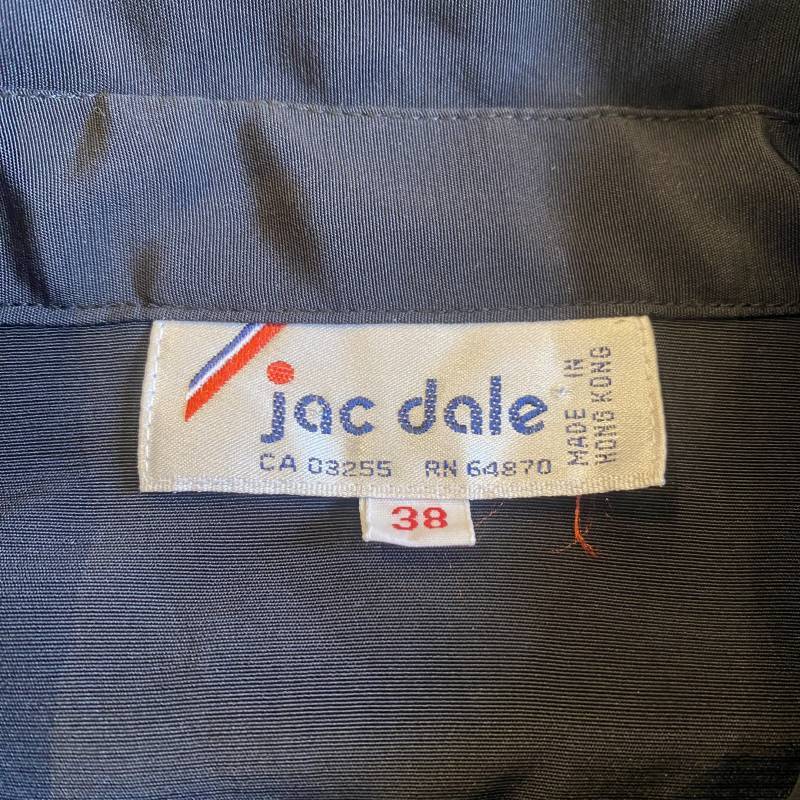 jac dale
CA 03255 RN 64870
MADE IN
HONG KONG
38